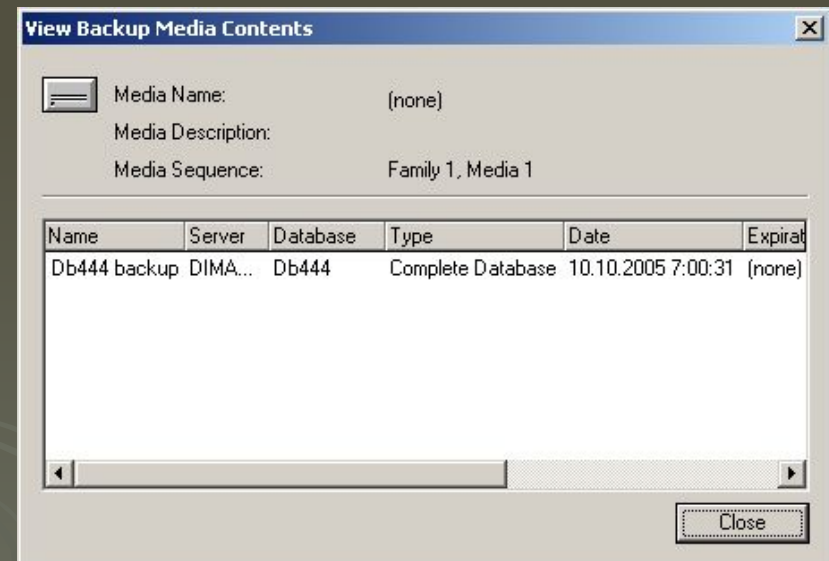 View Backup Media Contents
Media Name: (none)
Media Description:
Media Sequence: Family 1, Media 1
Name Server Database Type Date Expirat
Db444 backup DIMA... Db444 Complete Database 10.10.2005 7:00:31 (none)
Close